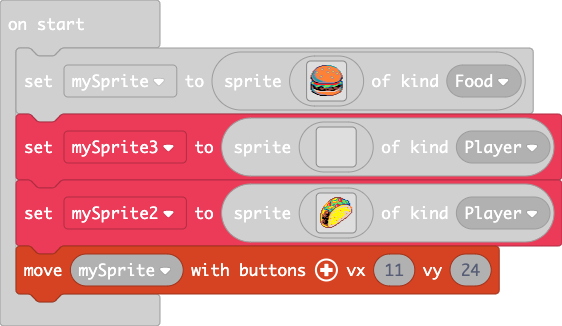 on start
set mySprite to sprite of kind Food
set mySprite3 to sprite of kind Player
set mySprite2 to sprite of kind Player
move mySprite with buttons vx 11 vy 24